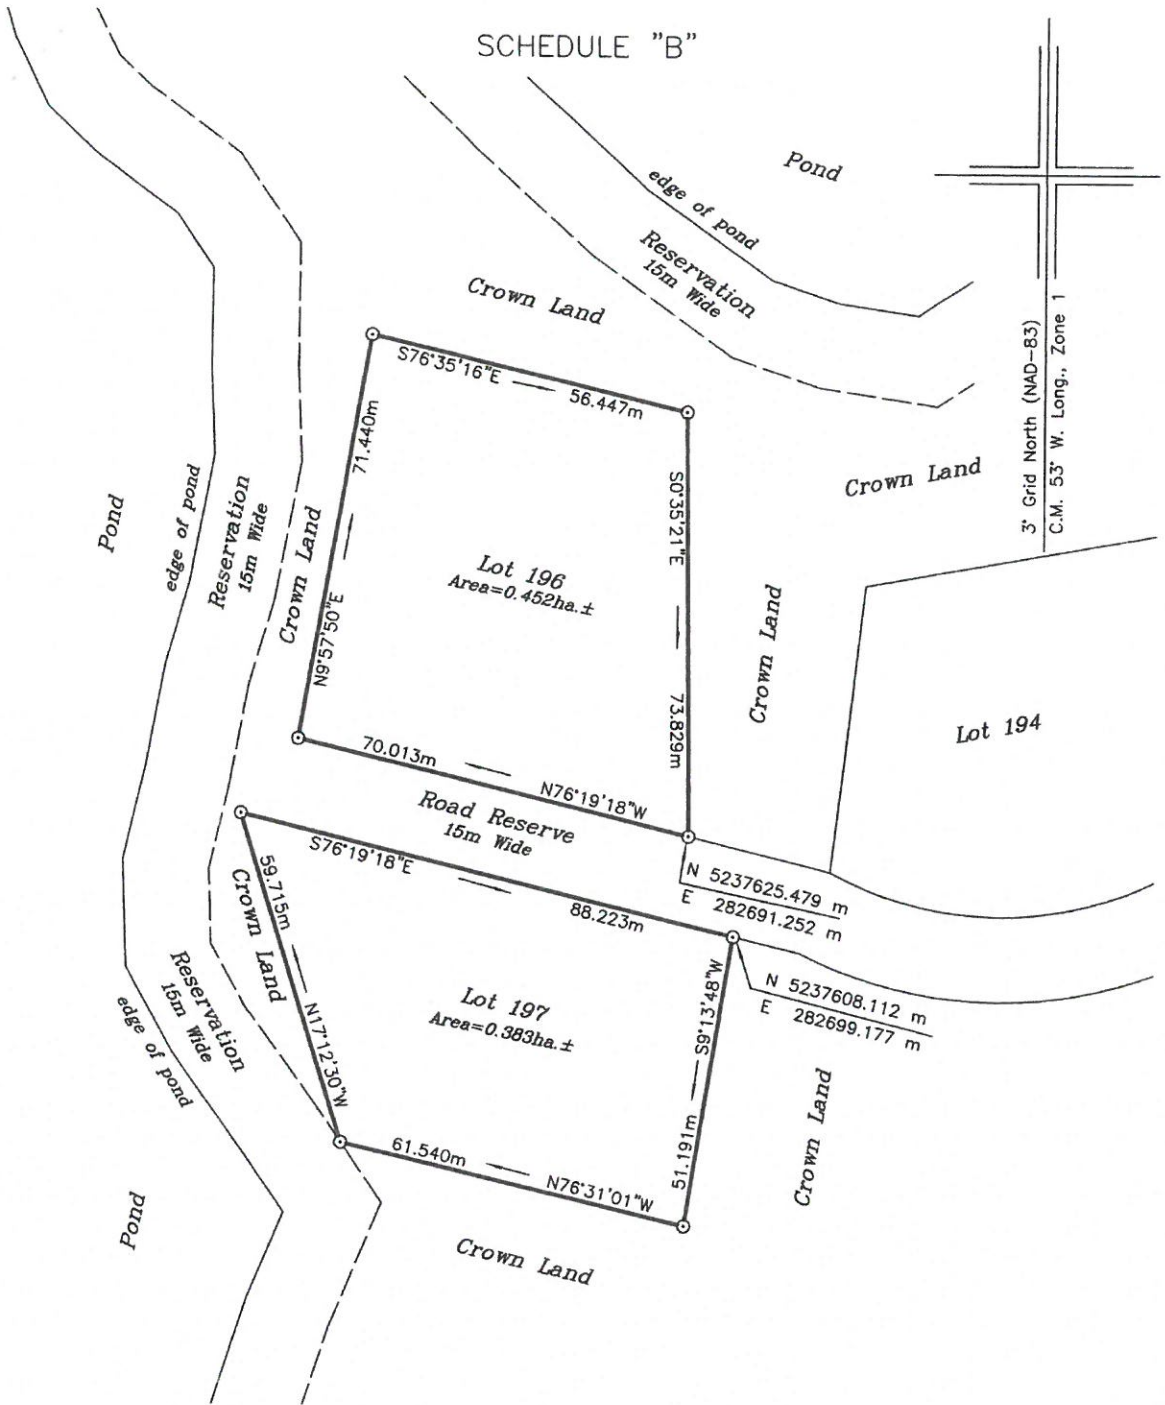 SCHEDULE "B"
Pond
edge of pond
Reservation
15m Wide
3° Grid North (NAD-83)
C.M. 53° W. Long., Zone 1
Crown Land
S76°35'16"E
56.447m
71.440m
N9°57'50"E
S0°35'21"E
73.829m
Crown Land
Pond
edge of pond
Reservation
15m Wide
Crown Land
Lot 196
Area=0.452ha.±
Crown Land
Lot 194
70.013m
N76°19'18"W
Road Reserve
15m Wide
S76°19'18"E
88.223m
N 5237625.479 m
E 282691.252 m
59.715m
N17°12'30"W
Crown Land
Reservation
15m Wide
edge of pond
Lot 197
Area=0.383ha.±
S9°13'48"W
51.191m
N 5237608.112 m
E 282699.177 m
Crown Land
61.540m
N76°31'01"W
Pond
Crown Land